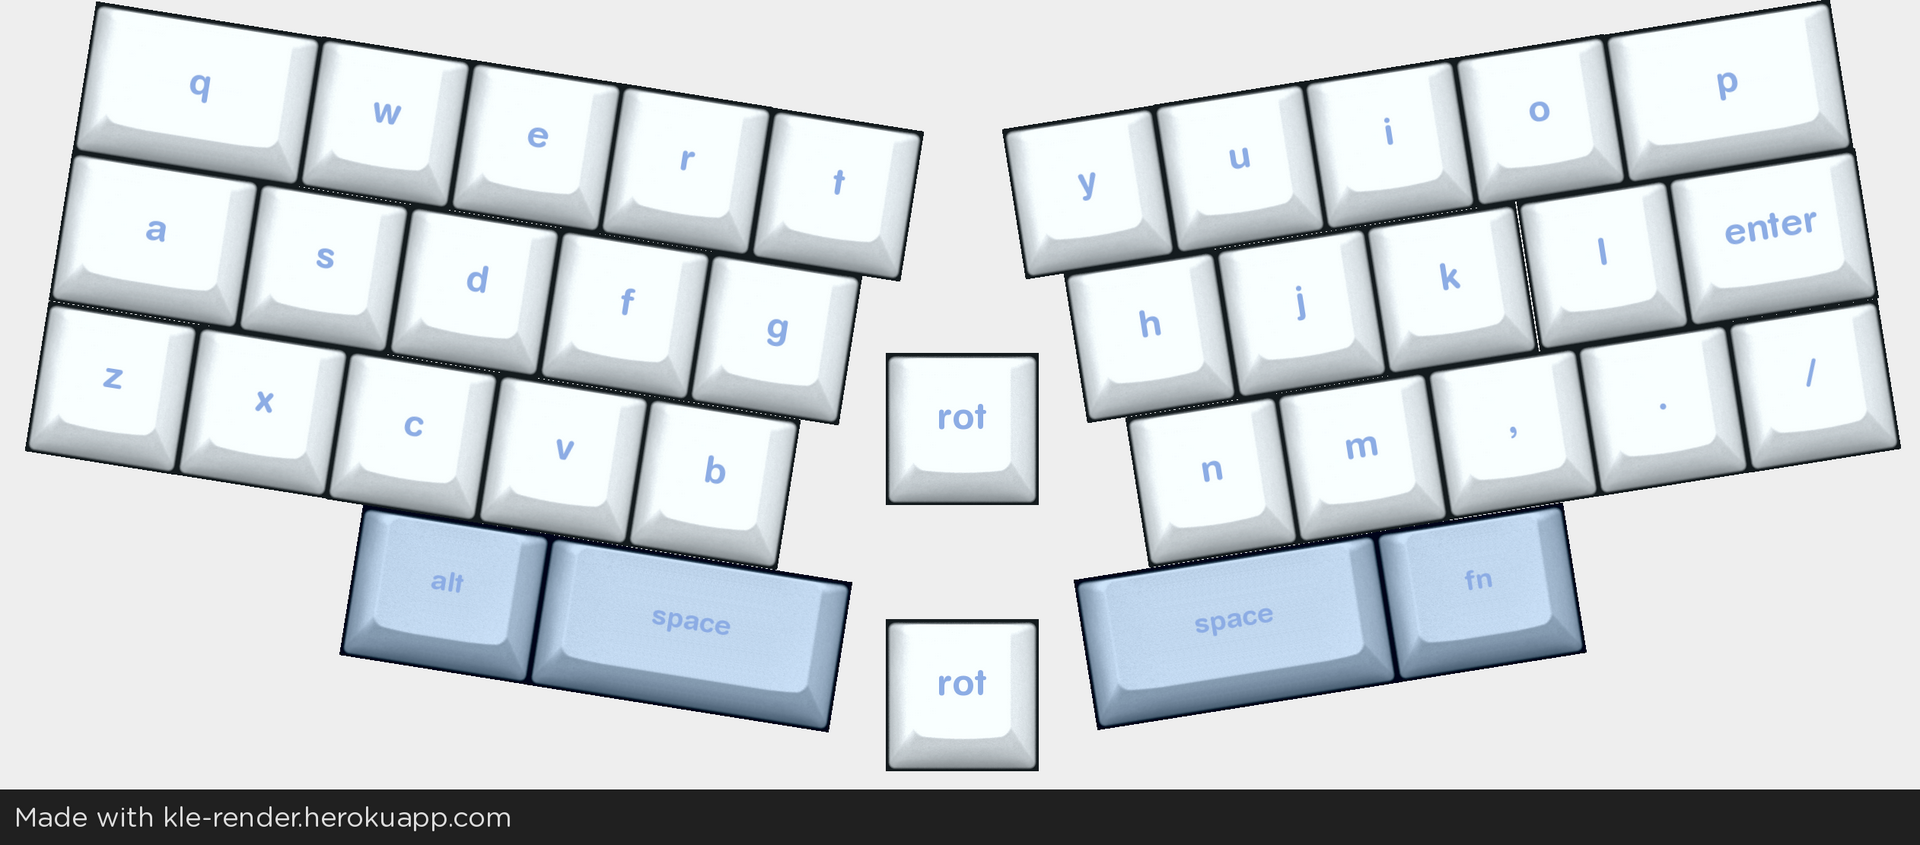 q w e r t y u i o p
a s d f g h j k l enter
z x c v b rot n m , . /
alt space space fn
rot
Made with kle-render.herokuapp.com